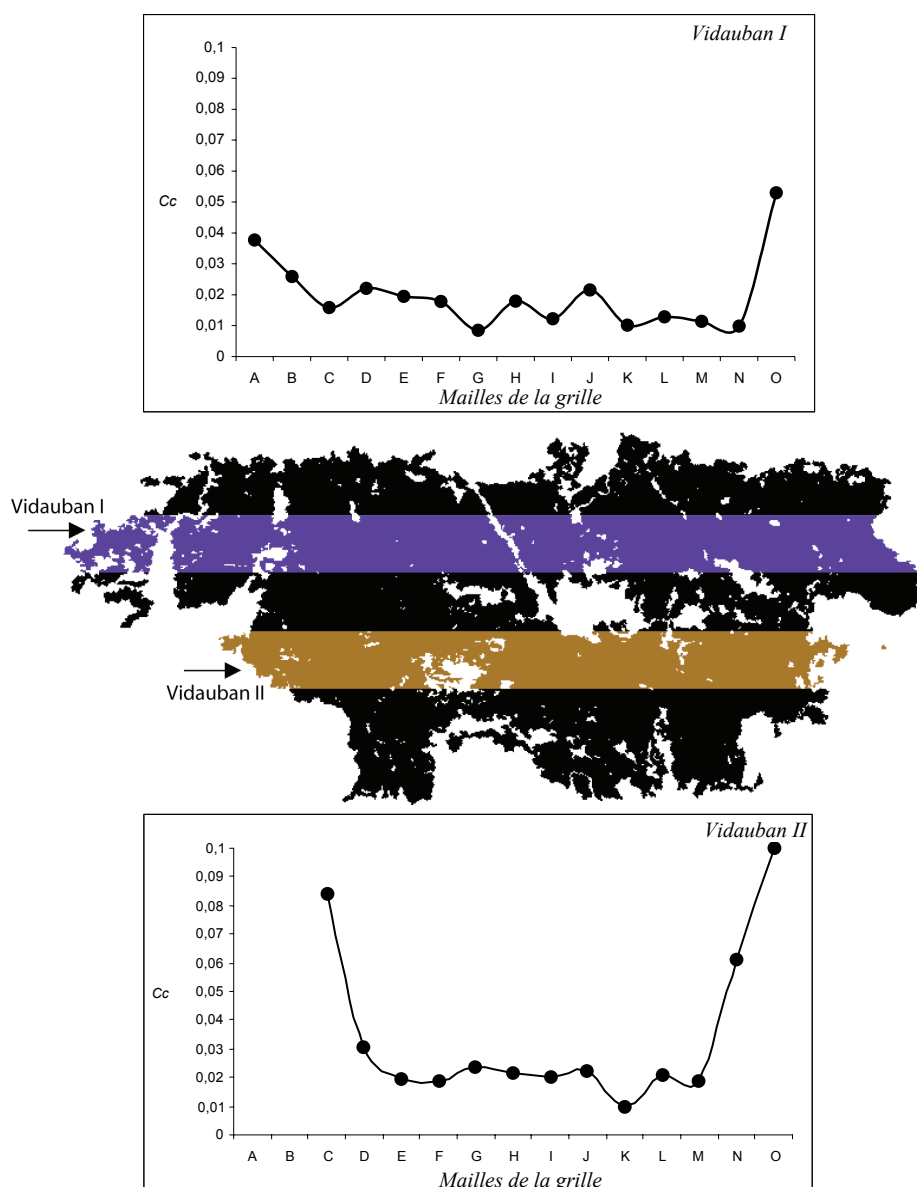 Vidauban I
0,1
0,09
0,08
0,07
0,06
0,05
0,04
0,03
0,02
0,01
0
Cc
A B C D E F G H I J K L M N O
Mailles de la grille
Vidauban I
Vidauban II
Vidauban II
0,1
0,09
0,08
0,07
0,06
0,05
0,04
0,03
0,02
0,01
0
Cc
A B C D E F G H I J K L M N O
Mailles de la grille